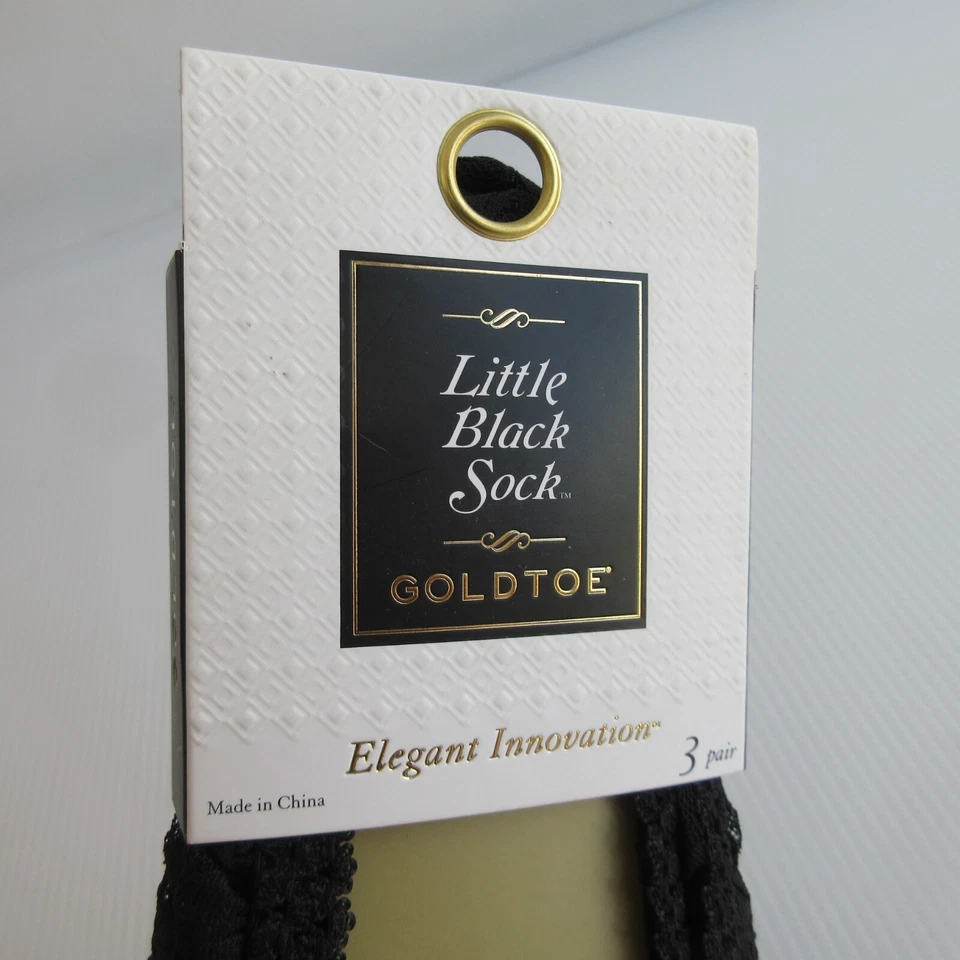 Little
Black
Sock™
GOLDTOE®
Elegant Innovation™
3 pair
Made in China